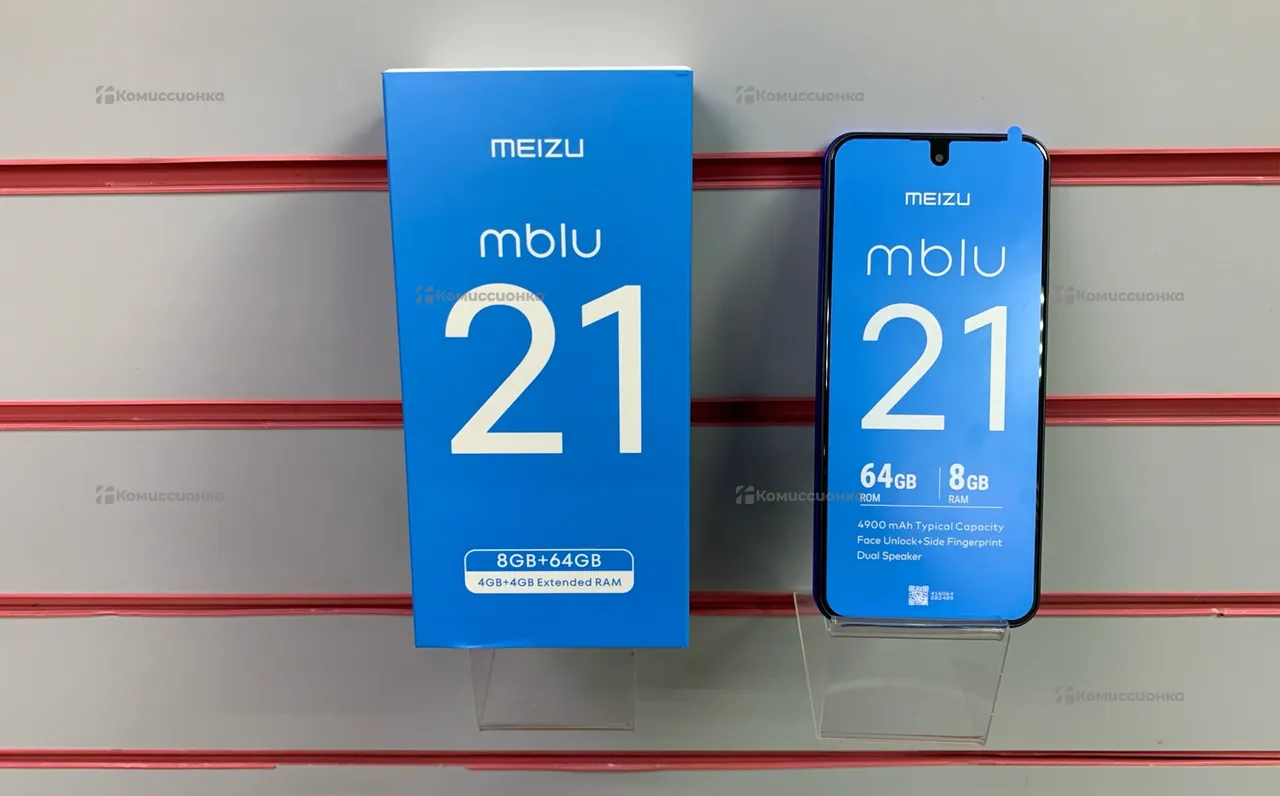 Комиссионка
Комиссионка
MEIZU
mblu
21
8GB+64GB
4GB+4GB Extended RAM
MEIZU
mblu
21
64GB
ROM
8GB
RAM
4900 mAh Typical Capacity
Face Unlock+Side Fingerprint
Dual Speaker
Комиссионка
Комиссионка
Комиссионка
Комиссионка
Комиссионка